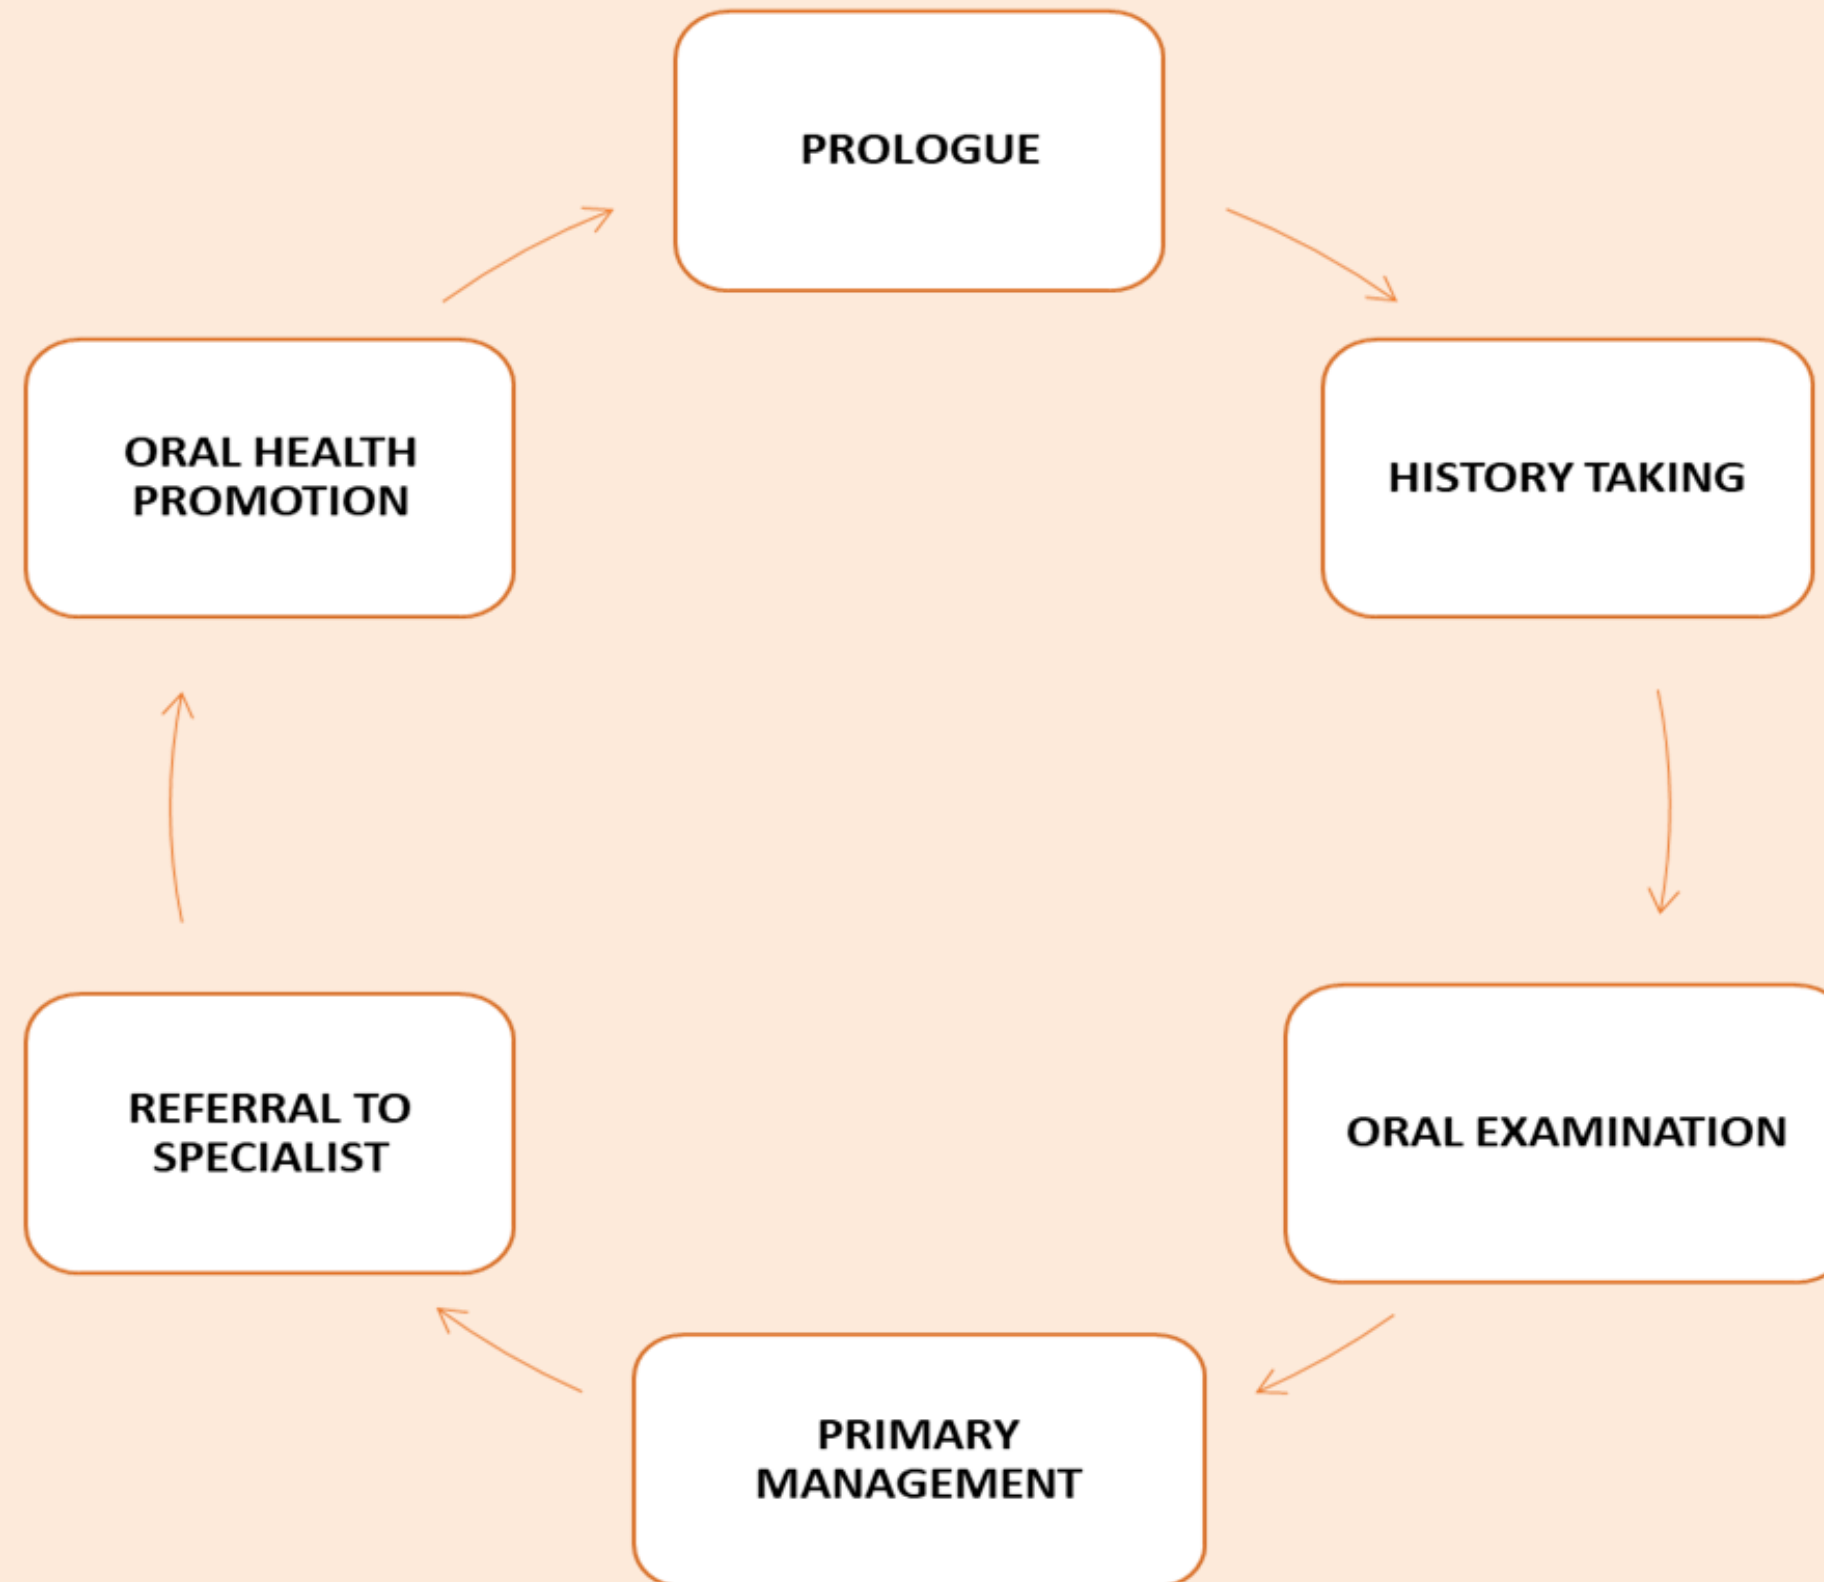 PROLOGUE
HISTORY TAKING
ORAL EXAMINATION
PRIMARY
MANAGEMENT
REFERRAL TO
SPECIALIST
ORAL HEALTH
PROMOTION